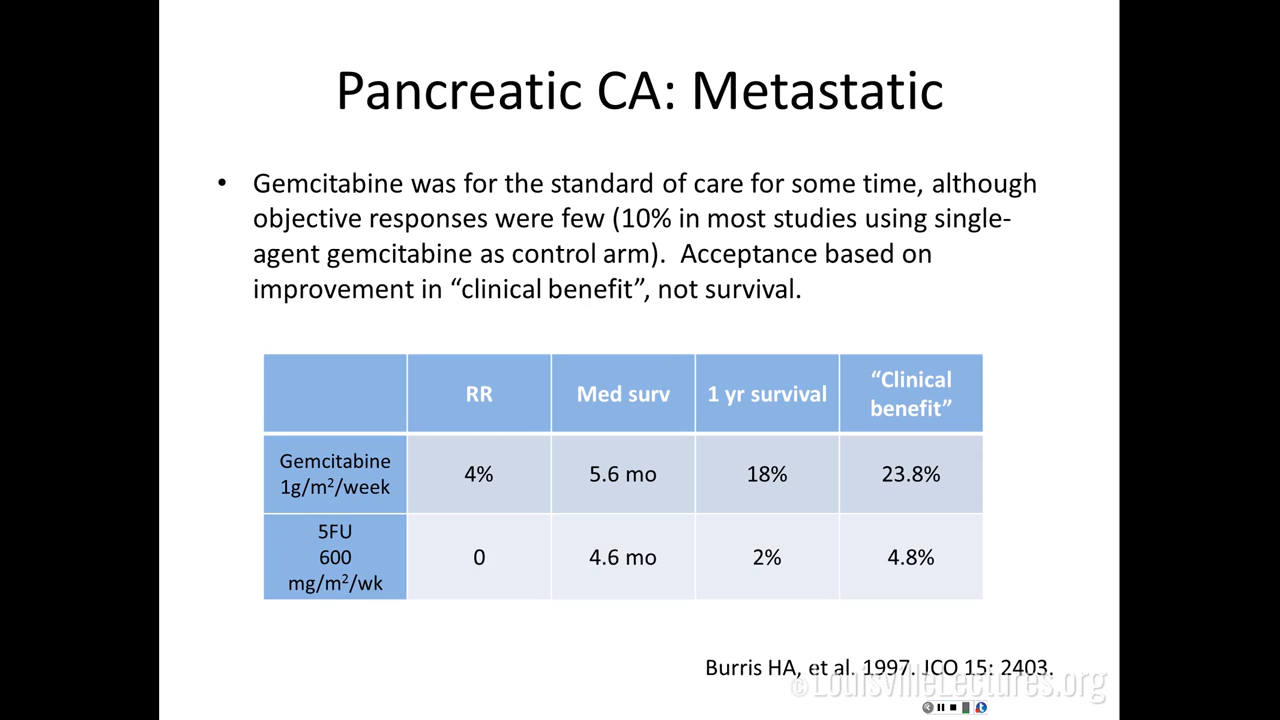 Pancreatic CA: Metastatic
• Gemcitabine was for the standard of care for some time, although
objective responses were few (10% in most studies using single-
agent gemcitabine as control arm).  Acceptance based on
improvement in “clinical benefit”, not survival.
RR
Med surv
1 yr survival
“Clinical
benefit”
Gemcitabine
1g/m²/week
4%
5.6 mo
18%
23.8%
5FU
600
mg/m²/wk
0
4.6 mo
2%
4.8%
Burris HA, et al. 1997. JCO 15: 2403.
© LouisvilleLectures.org